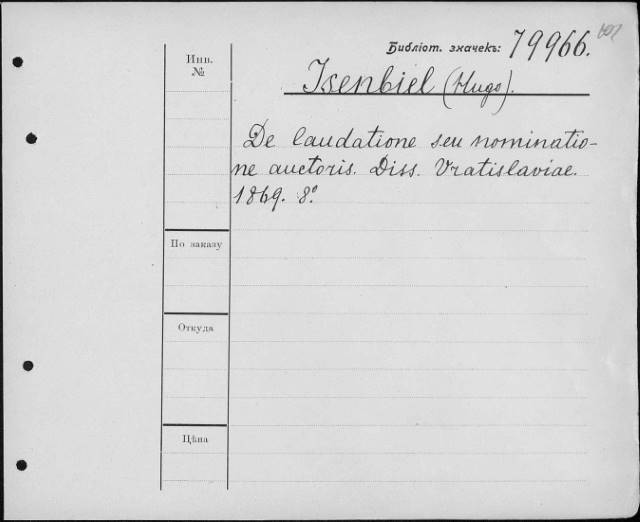 Библіот. значекъ: 79966.
Инв.
№
Isenbiel (Hugo).
De laudatione seu nominatio-
ne auctoris. Diss. Vratislaviae.
1869. 8º
По заказу
Откуда
Цѣна